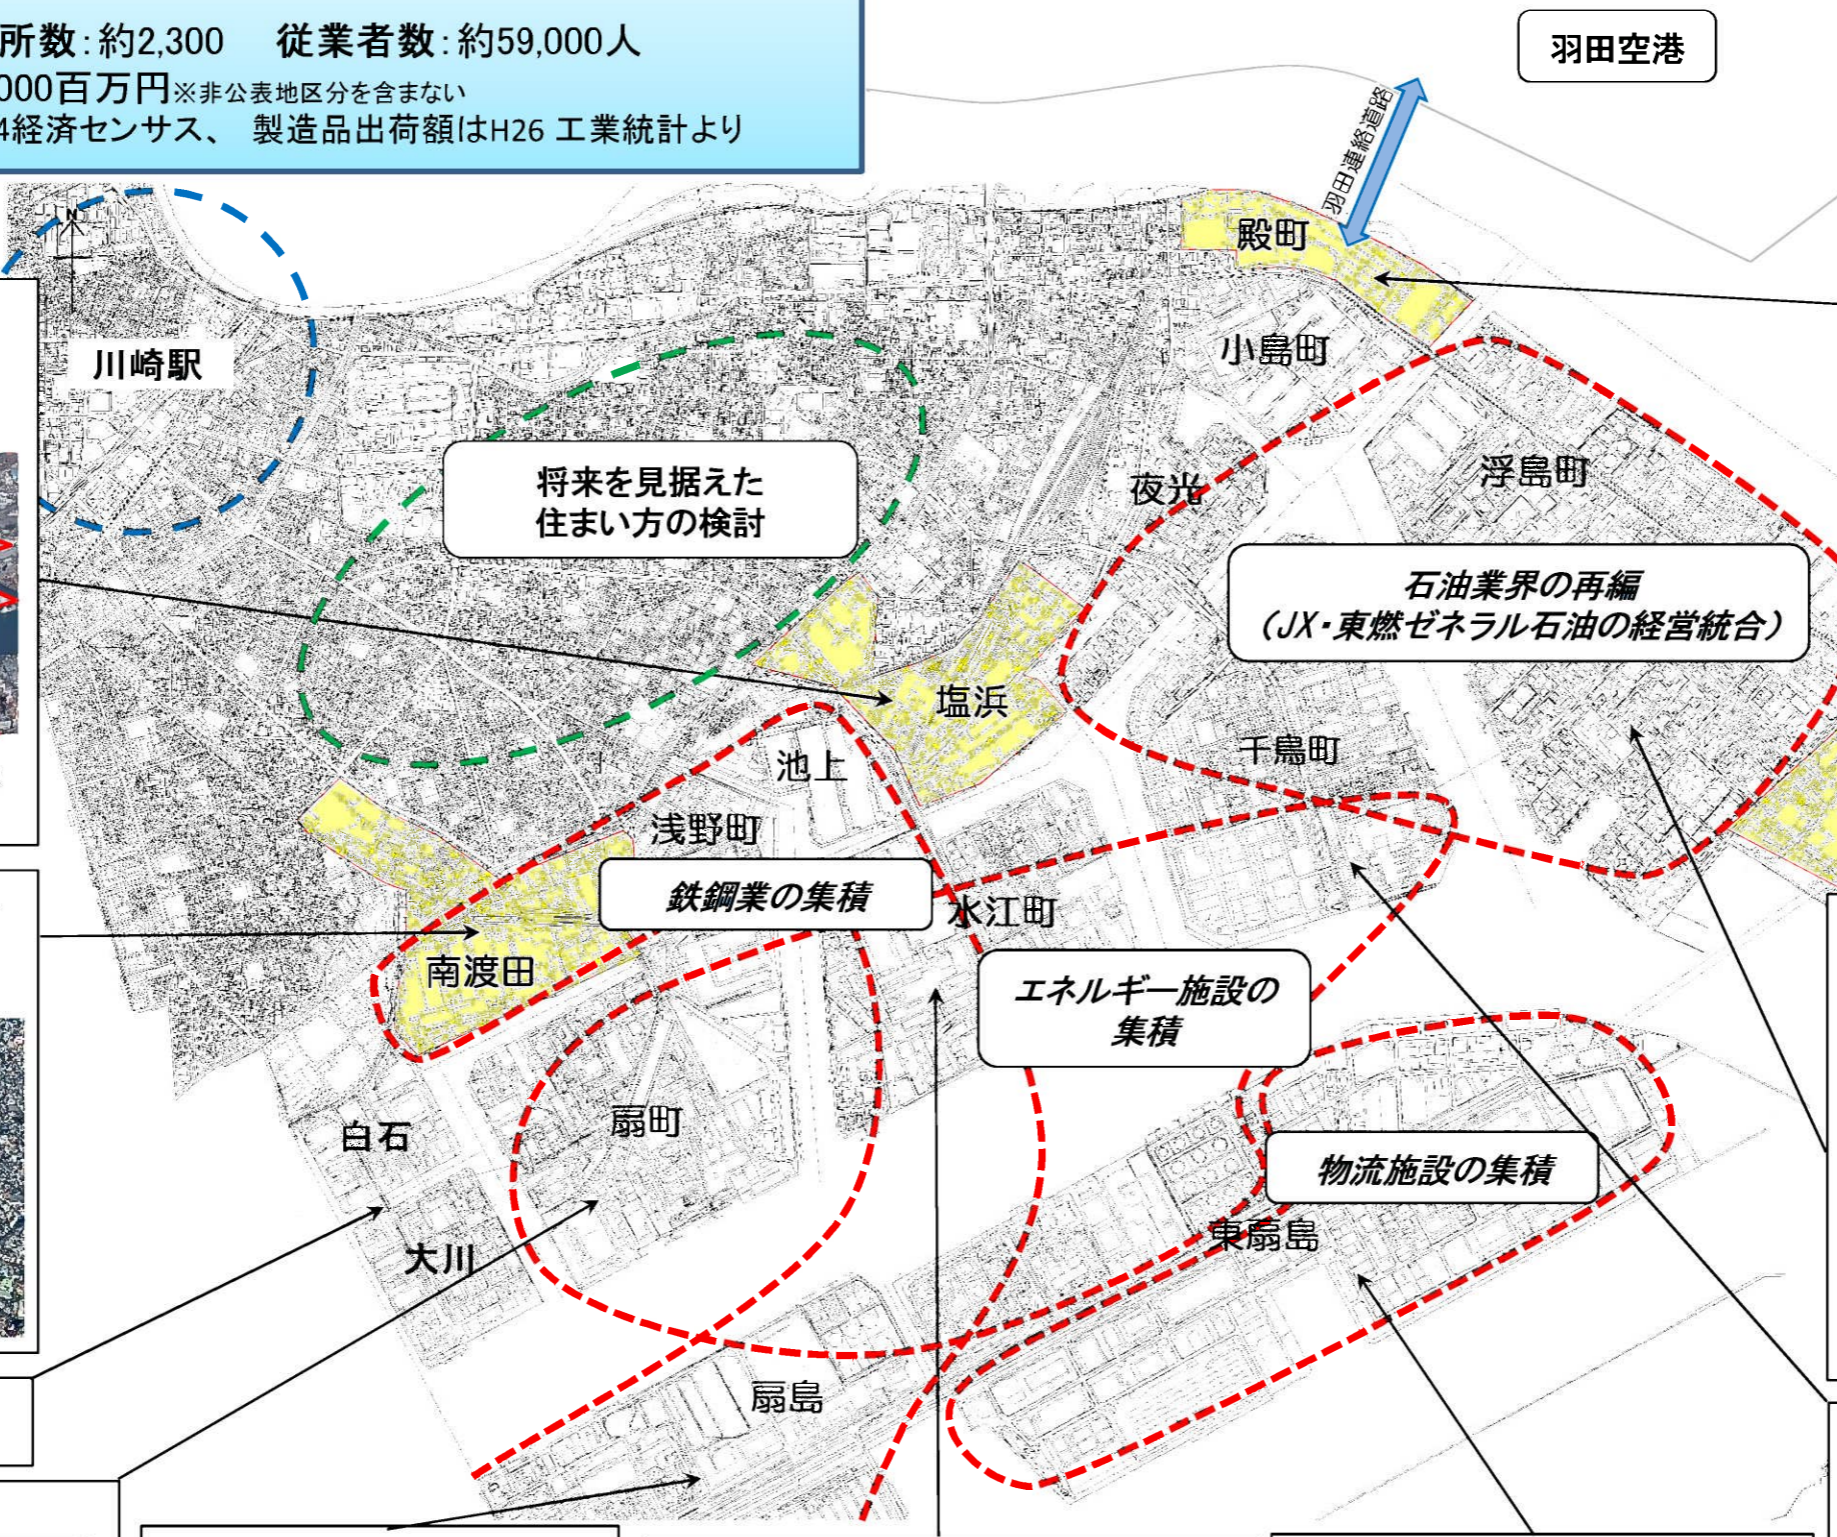 所数：約2,300　従業者数：約59,000人
000百万円※非公表地区分を含まない
4経済センサス、 製造品出荷額はH26 工業統計より
羽田空港
羽田連絡道路
N
殿町
川崎駅
小島町
将来を見据えた
住まい方の検討
夜光
浮島町
石油業界の再編
（JX・東燃ゼネラル石油の経営統合）
塩浜
千鳥町
池上
浅野町
鉄鋼業の集積
水江町
南渡田
エネルギー施設の
集積
扇町
白石
物流施設の集積
東扇島
大川
扇島